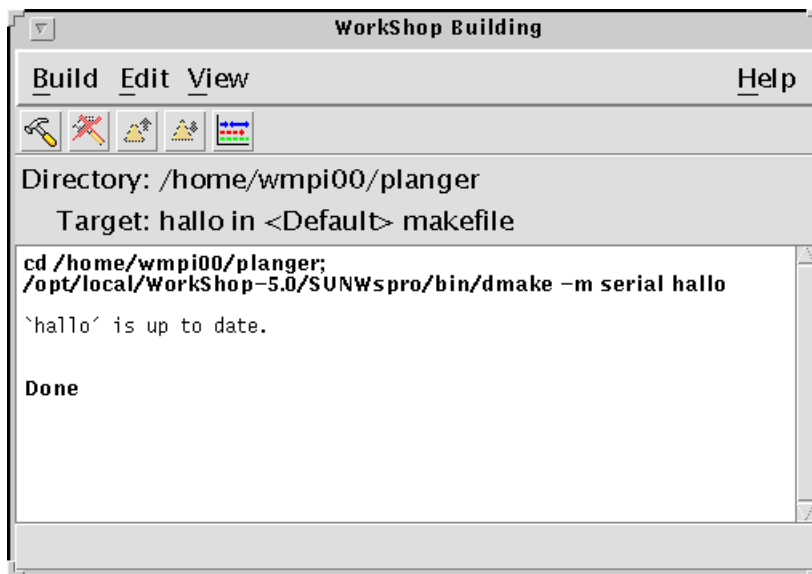 WorkShop Building
Build Edit View Help
Directory: /home/wmpi00/planger
Target: hallo in <Default> makefile
cd /home/wmpi00/planger;
/opt/local/WorkShop-5.0/SUNWspro/bin/dmake -m serial hallo
`hallo´ is up to date.
Done